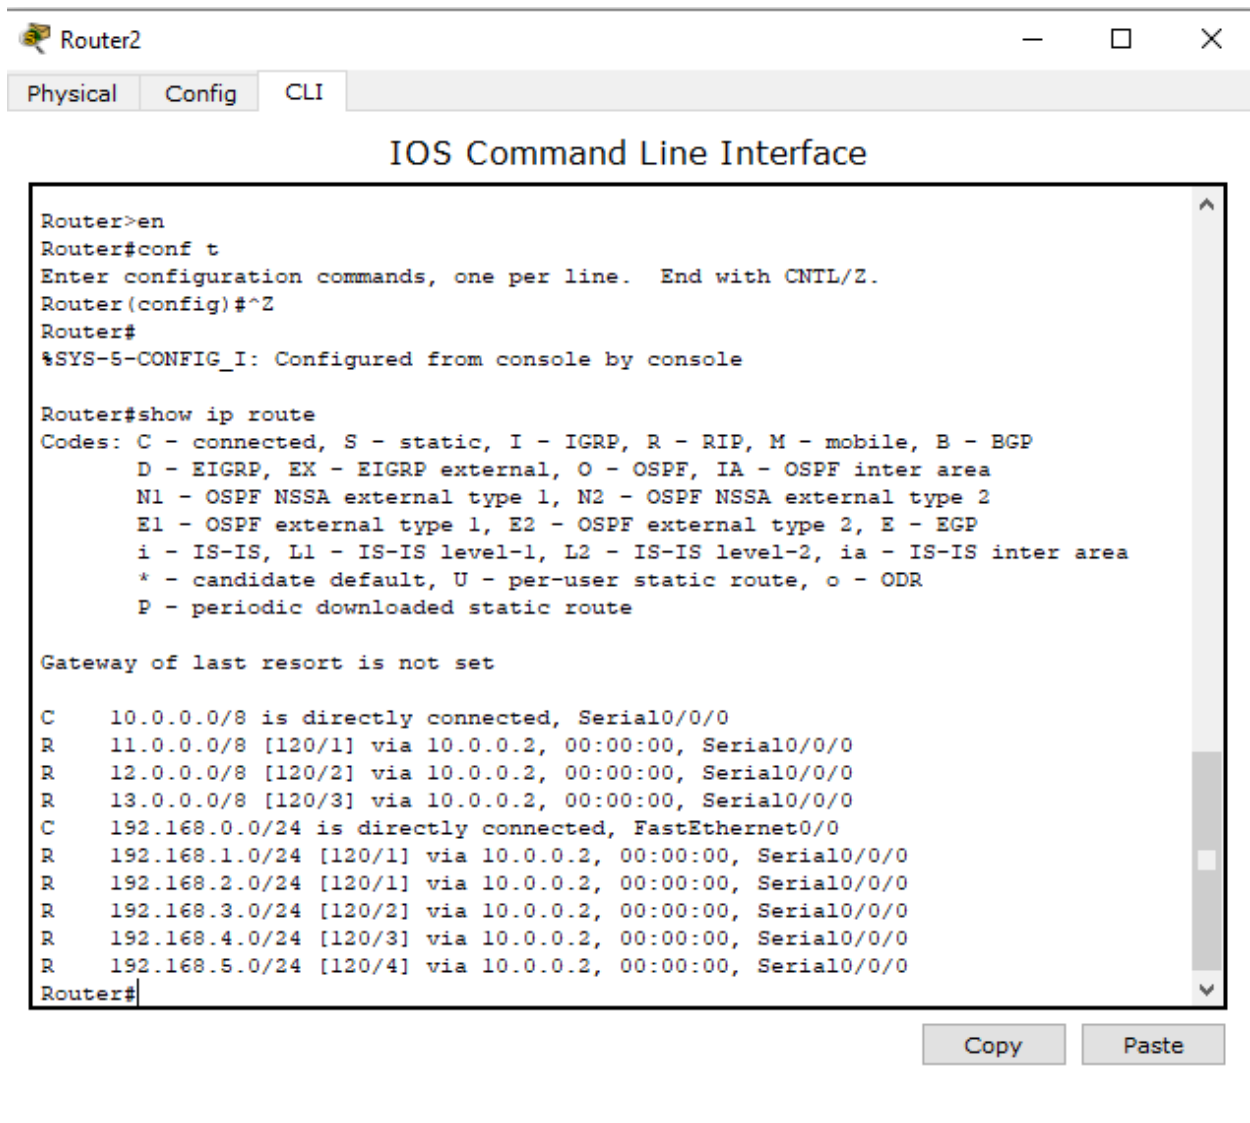 Router2
Physical Config CLI
IOS Command Line Interface
Router>en
Router#conf t
Enter configuration commands, one per line.  End with CNTL/Z.
Router(config)#^Z
Router#
%SYS-5-CONFIG_I: Configured from console by console
Router#show ip route
Codes: C - connected, S - static, I - IGRP, R - RIP, M - mobile, B - BGP
       D - EIGRP, EX - EIGRP external, O - OSPF, IA - OSPF inter area
       N1 - OSPF NSSA external type 1, N2 - OSPF NSSA external type 2
       E1 - OSPF external type 1, E2 - OSPF external type 2, E - EGP
       i - IS-IS, L1 - IS-IS level-1, L2 - IS-IS level-2, ia - IS-IS inter area
       * - candidate default, U - per-user static route, o - ODR
       P - periodic downloaded static route
Gateway of last resort is not set
C    10.0.0.0/8 is directly connected, Serial0/0/0
R    11.0.0.0/8 [120/1] via 10.0.0.2, 00:00:00, Serial0/0/0
R    12.0.0.0/8 [120/2] via 10.0.0.2, 00:00:00, Serial0/0/0
R    13.0.0.0/8 [120/3] via 10.0.0.2, 00:00:00, Serial0/0/0
C    192.168.0.0/24 is directly connected, FastEthernet0/0
R    192.168.1.0/24 [120/1] via 10.0.0.2, 00:00:00, Serial0/0/0
R    192.168.2.0/24 [120/1] via 10.0.0.2, 00:00:00, Serial0/0/0
R    192.168.3.0/24 [120/2] via 10.0.0.2, 00:00:00, Serial0/0/0
R    192.168.4.0/24 [120/3] via 10.0.0.2, 00:00:00, Serial0/0/0
R    192.168.5.0/24 [120/4] via 10.0.0.2, 00:00:00, Serial0/0/0
Router#
Copy Paste